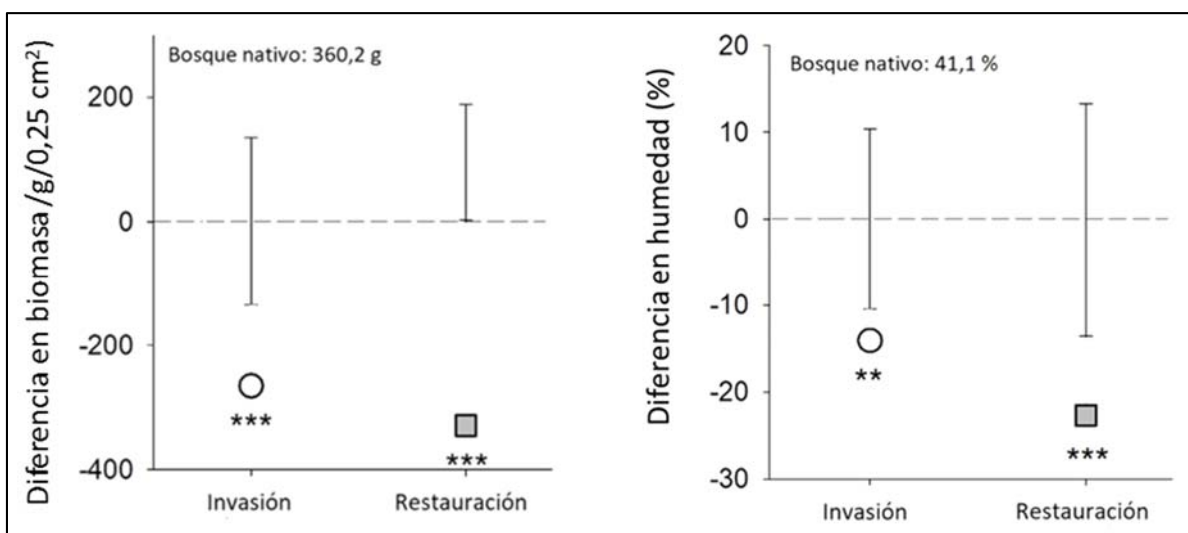 Diferencia en biomasa /g/0,25 cm²)
Bosque nativo: 360,2 g
200
0
-200
-400
***
***
Invasión
Restauración
Diferencia en humedad (%)
Bosque nativo: 41,1 %
20
10
0
-10
-20
-30
**
***
Invasión
Restauración